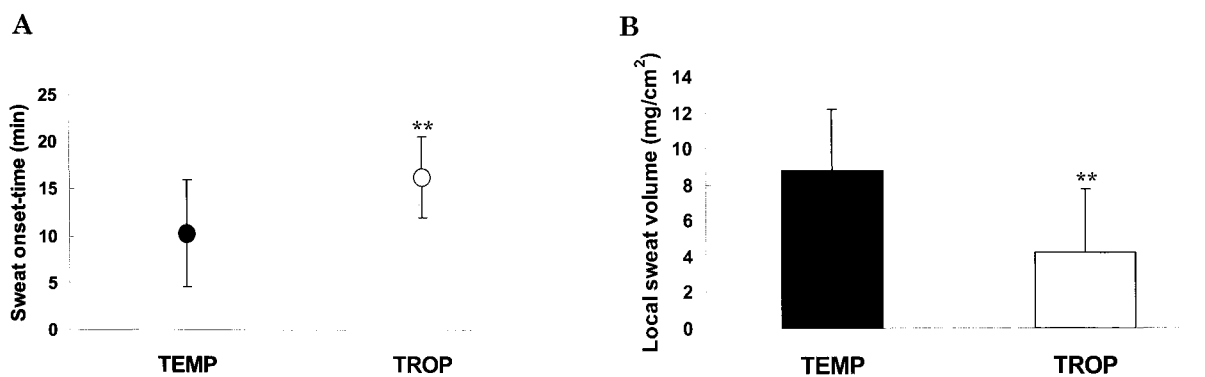 A
Sweat onset-time (min)
25
20
15
10
5
0
**
TEMP
TROP
B
Local sweat volume (mg/cm²)
14
12
10
8
6
4
2
0
**
TEMP
TROP